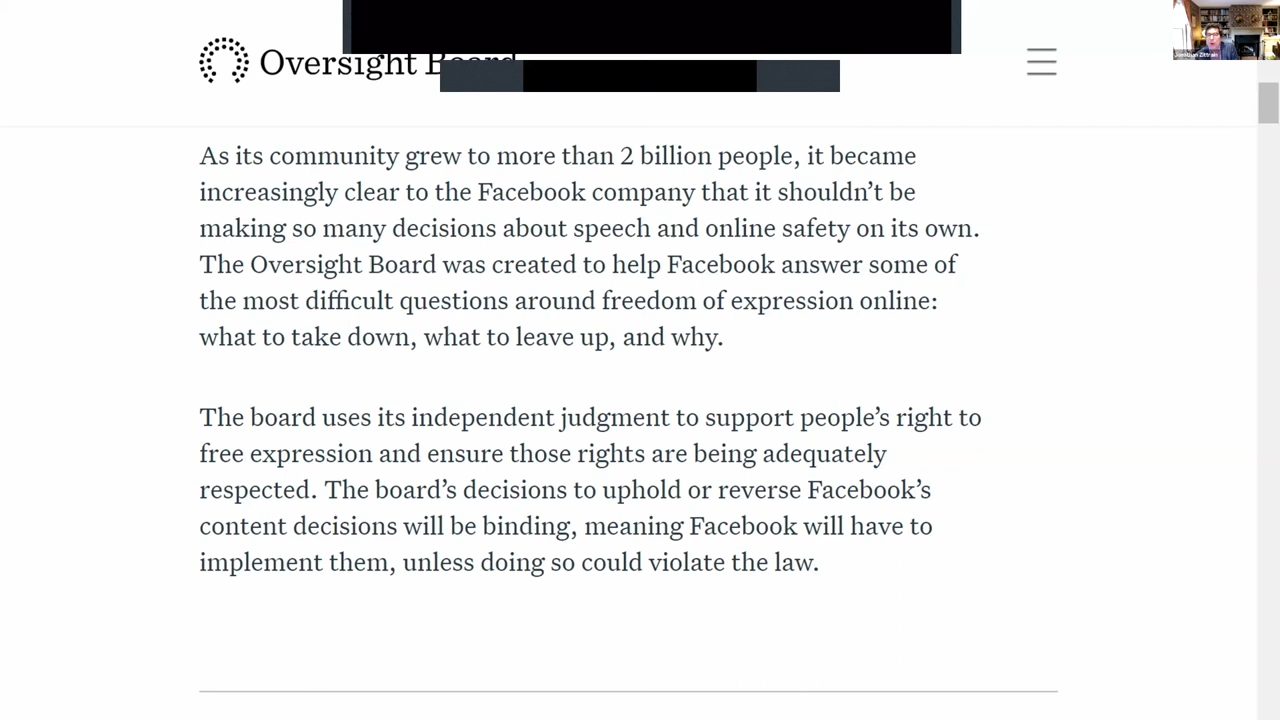 Oversight Board
Jonathan Zittrain
As its community grew to more than 2 billion people, it became
increasingly clear to the Facebook company that it shouldn’t be
making so many decisions about speech and online safety on its own.
The Oversight Board was created to help Facebook answer some of
the most difficult questions around freedom of expression online:
what to take down, what to leave up, and why.
The board uses its independent judgment to support people’s right to
free expression and ensure those rights are being adequately
respected. The board’s decisions to uphold or reverse Facebook’s
content decisions will be binding, meaning Facebook will have to
implement them, unless doing so could violate the law.